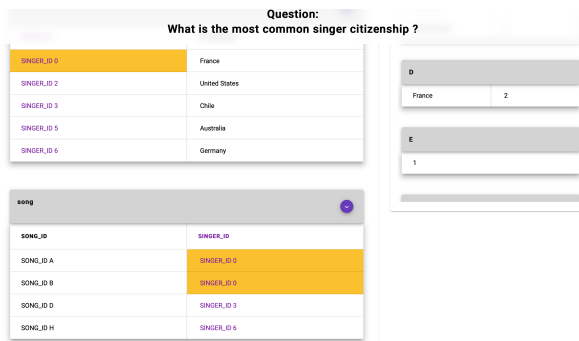 Question:
What is the most common singer citizenship ?
SINGER_ID 0 France
SINGER_ID 2 United States
SINGER_ID 3 Chile
SINGER_ID 5 Australia
SINGER_ID 6 Germany
song
SONG_ID SINGER_ID
SONG_ID A SINGER_ID 0
SONG_ID B SINGER_ID 0
SONG_ID D SINGER_ID 3
SONG_ID H SINGER_ID 6
D
France 2
E
1